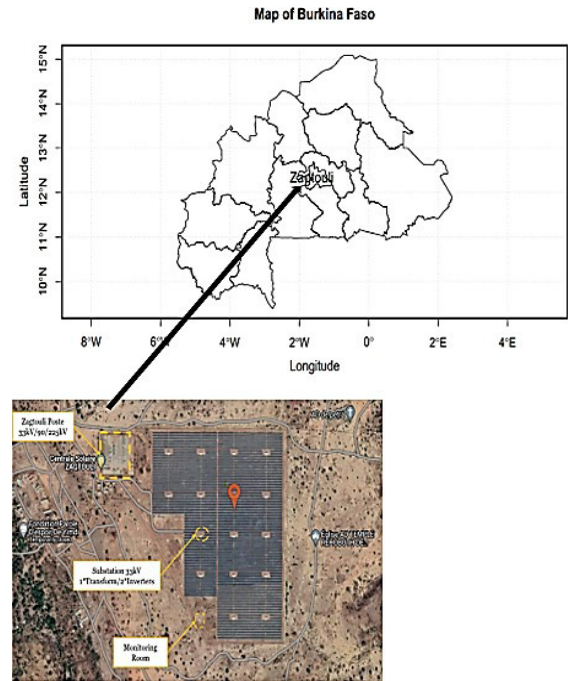 Map of Burkina Faso
Latitude
15°N
14°N
13°N
12°N
11°N
10°N
Zagtouli
8°W
6°W
4°W
2°W
0°
2°E
4°E
Longitude
Zagtouli Poste
33kV/90/225kV
Centrale Solaire
ZAGTOULI
Substation 33kV
1*Transform/2*Inverters
Monitoring
Room